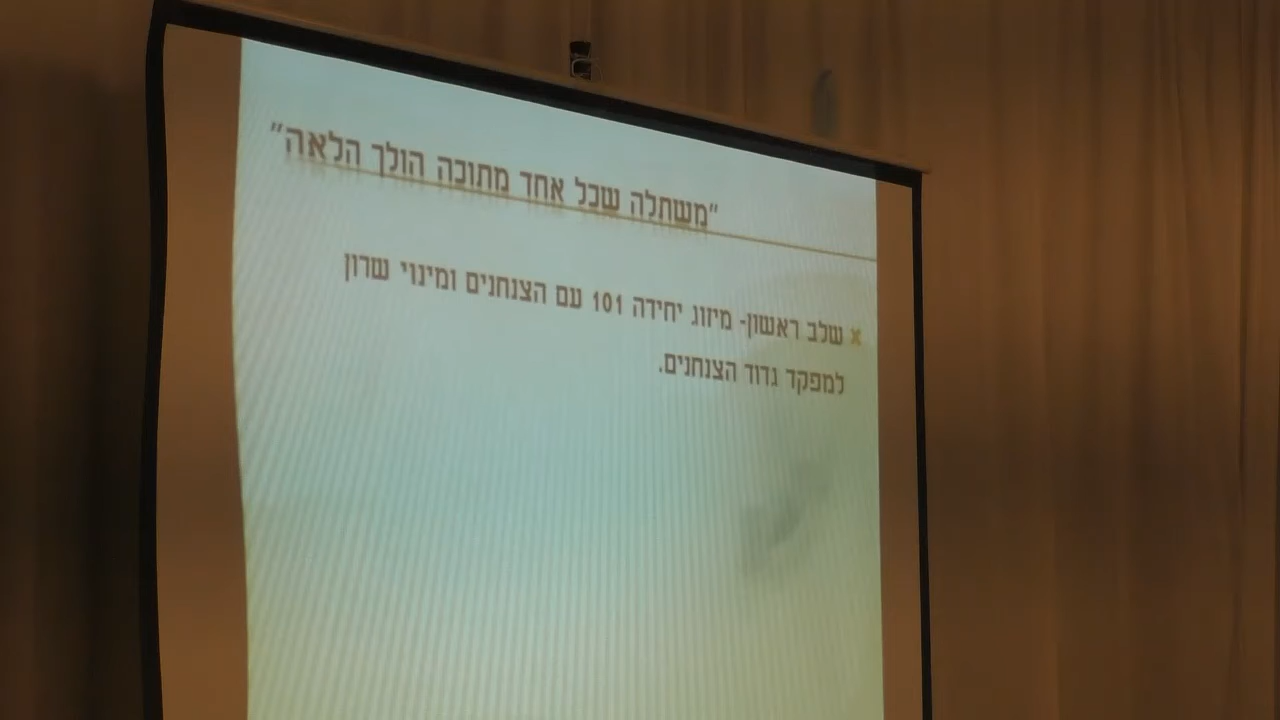 "משתלה שכל אחד מתוכה הולך הלאה"
× שלב ראשון- מיזוג יחידה 101 עם הצנחנים ומינוי שרון
למפקד גדוד הצנחנים.